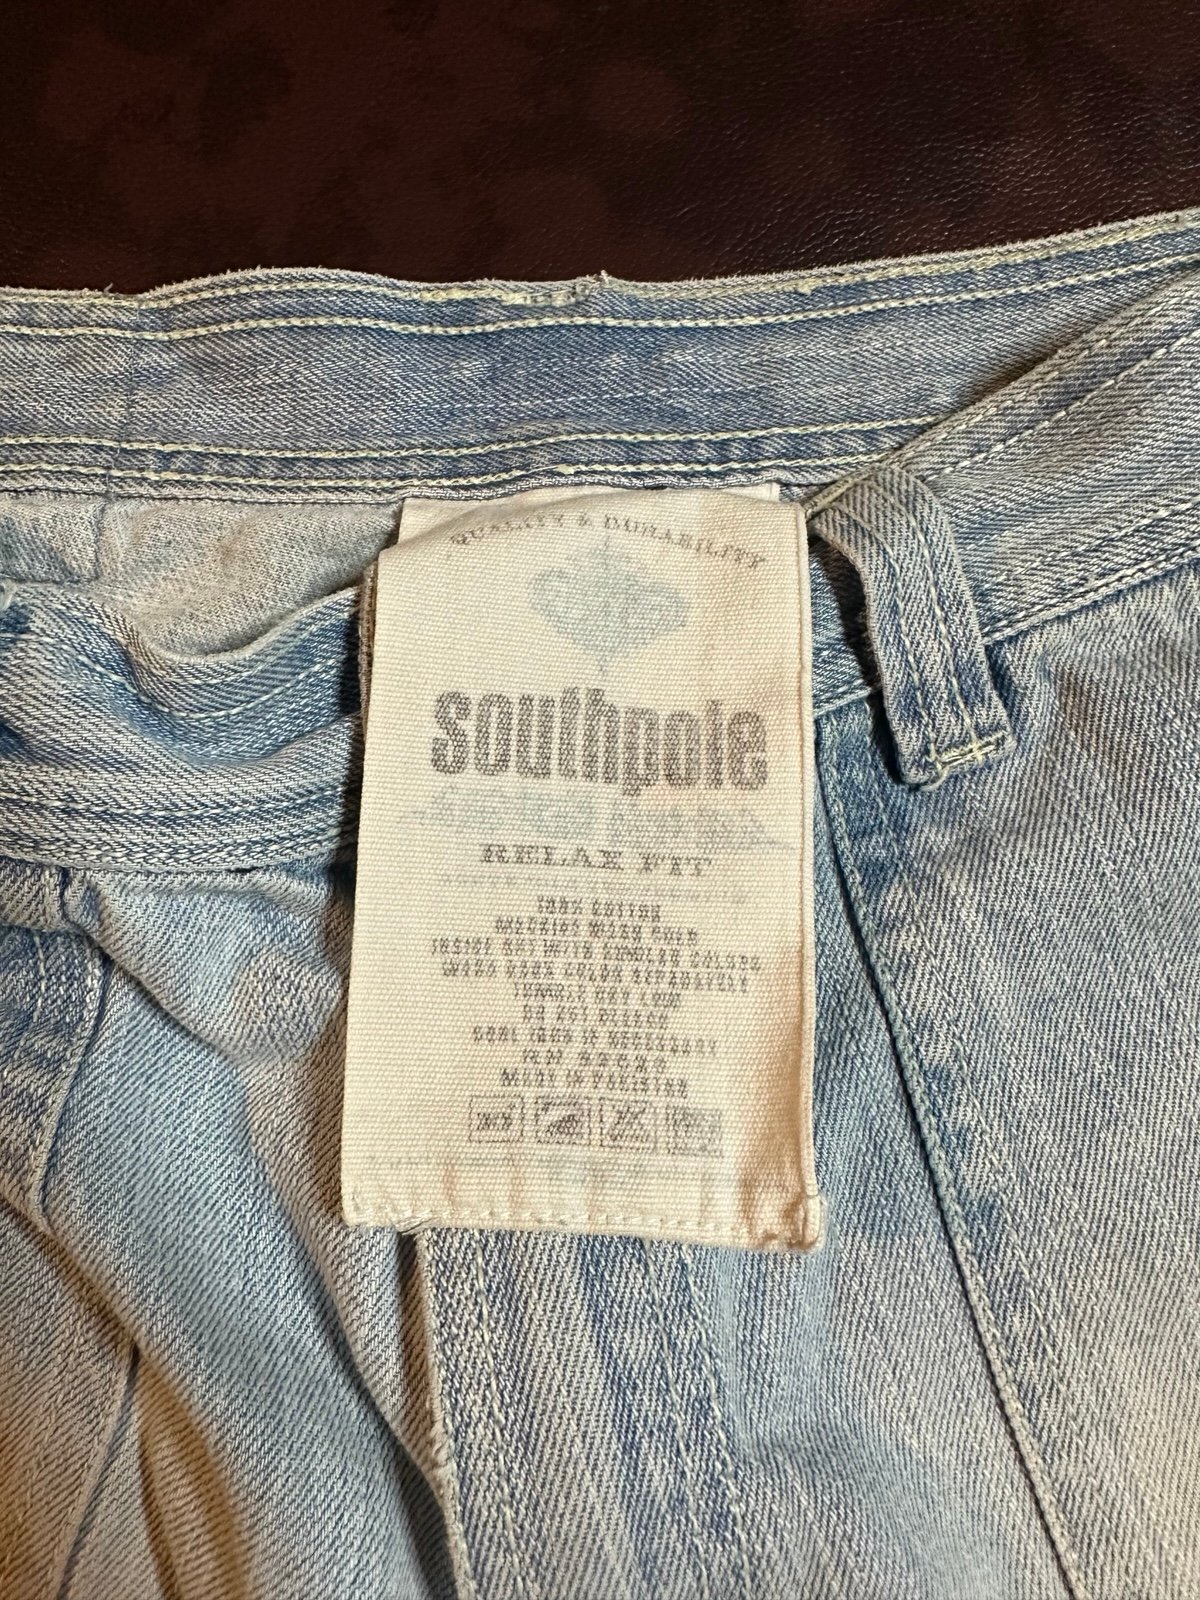 QUALITY & DURABILITY
southpole
RELAX FIT
100% COTTON
MACHINE WASH COLD
INSIDE OUT WITH SIMILAR COLORS
WASH DARK COLOR SEPARATELY
TUMBLE DRY LOW
DO NOT BLEACH
COOL IRON IF NECESSARY
RN
MADE IN PAKISTAN